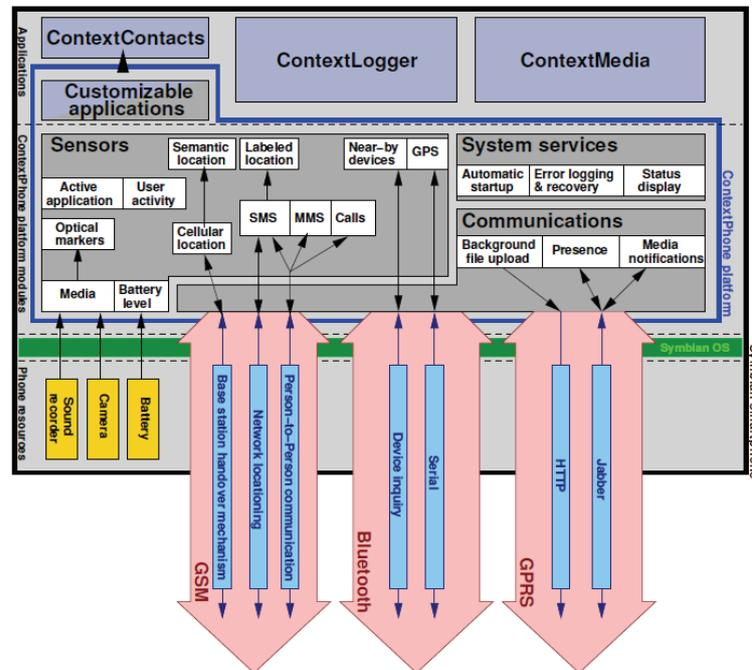 Applications
ContextContacts
ContextLogger
ContextMedia
Customizable
applications
ContextPhone platform modules
Sensors
Semantic
location
Labeled
location
Near-by
devices
GPS
System services
Automatic
startup
Error logging
& recovery
Status
display
Active
application
User
activity
SMS
MMS
Calls
Optical
markers
Cellular
location
Communications
Background
file upload
Presence
Media
notifications
Media
Battery
level
ContextPhone platform
Symbian OS
Phone resources
Sound
recorder
Camera
Battery
Base station handover mechanism
Network locationing
Person-to-Person communication
Device inquiry
Serial
HTTP
Jabber
GSM
Bluetooth
GPRS